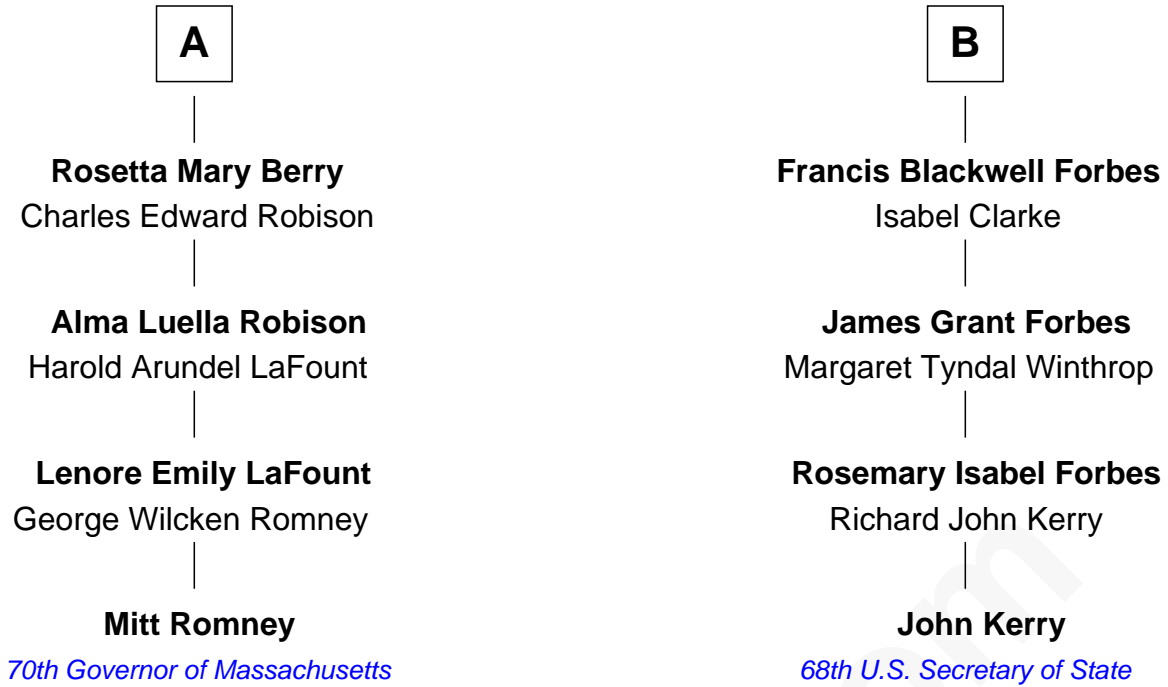 A
B
Rosetta Mary Berry
Charles Edward Robison
Francis Blackwell Forbes
Isabel Clarke
Alma Luella Robison
Harold Arundel LaFount
James Grant Forbes
Margaret Tyndal Winthrop
Lenore Emily LaFount
George Wilcken Romney
Rosemary Isabel Forbes
Richard John Kerry
Mitt Romney
70th Governor of Massachusetts
John Kerry
68th U.S. Secretary of State